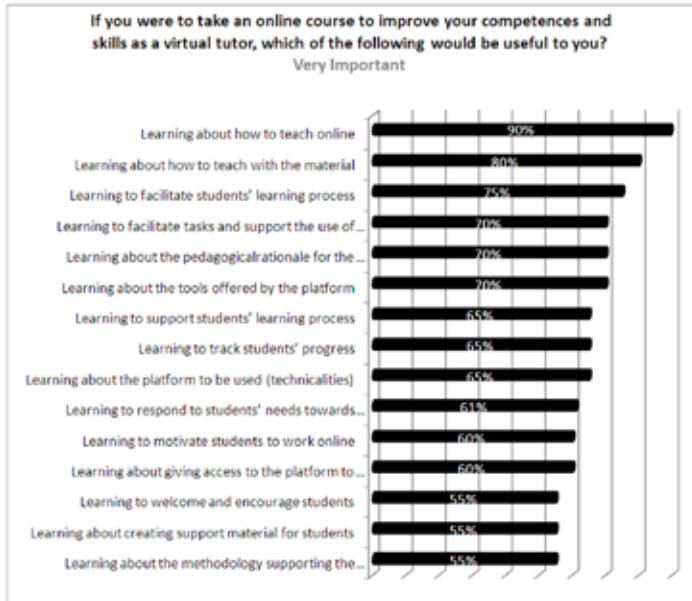 If you were to take an online course to improve your competences and
skills as a virtual tutor, which of the following would be useful to you?
Very Important
Learning about how to teach online 90%
Learning about how to teach with the material 80%
Learning to facilitate students' learning process 75%
Learning to facilitate tasks and support the use of... 70%
Learning about the pedagogicalrationale for the... 70%
Learning about the tools offered by the platform 70%
Learning to support students' learning process 65%
Learning to track students' progress 65%
Learning about the platform to be used (technicalities) 65%
Learning to respond to students' needs towards... 61%
Learning to motivate students to work online 60%
Learning about giving access to the platform to... 60%
Learning to welcome and encourage students 55%
Learning about creating support material for students 55%
Learning about the methodology supporting the... 55%